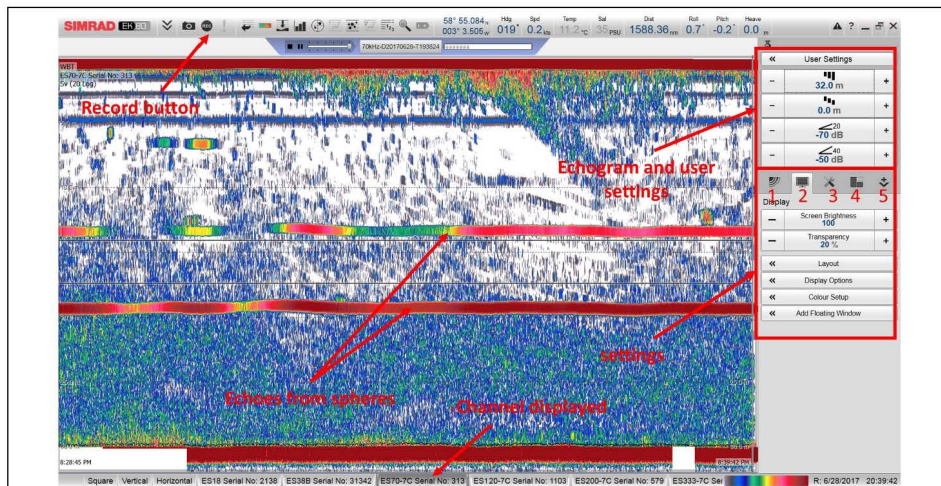 SIMRAD EK80
REC
58° 55.084'N
003° 3.505'W
Hdg
019°
Spd
0.2 kts
Temp
11.2 °C
Sal
35 PSU
Dist
1588.36 nm
Roll
0.7°
Pitch
-0.2°
Heave
0.0 m
70kHz-D20170628-T193824
WBT
ES70-7C Serial No: 313
Sv (20 Log)
Record button
Echogram and user
settings
Echoes from spheres
settings
Channel displayed
User Settings
32.0 m
0.0 m
20
-70 dB
40
-50 dB
1 2 3 4 5
Display
Screen Brightness
100
Transparency
20 %
Layout
Display Options
Colour Setup
Add Floating Window
8:28:45 PM
8:39:42 PM
Square Vertical Horizontal ES18 Serial No: 2138 ES38B Serial No: 31342 ES70-7C Serial No: 313 ES120-7C Serial No: 1103 ES200-7C Serial No: 579 ES333-7C Se
R: 6/28/2017 20:39:42